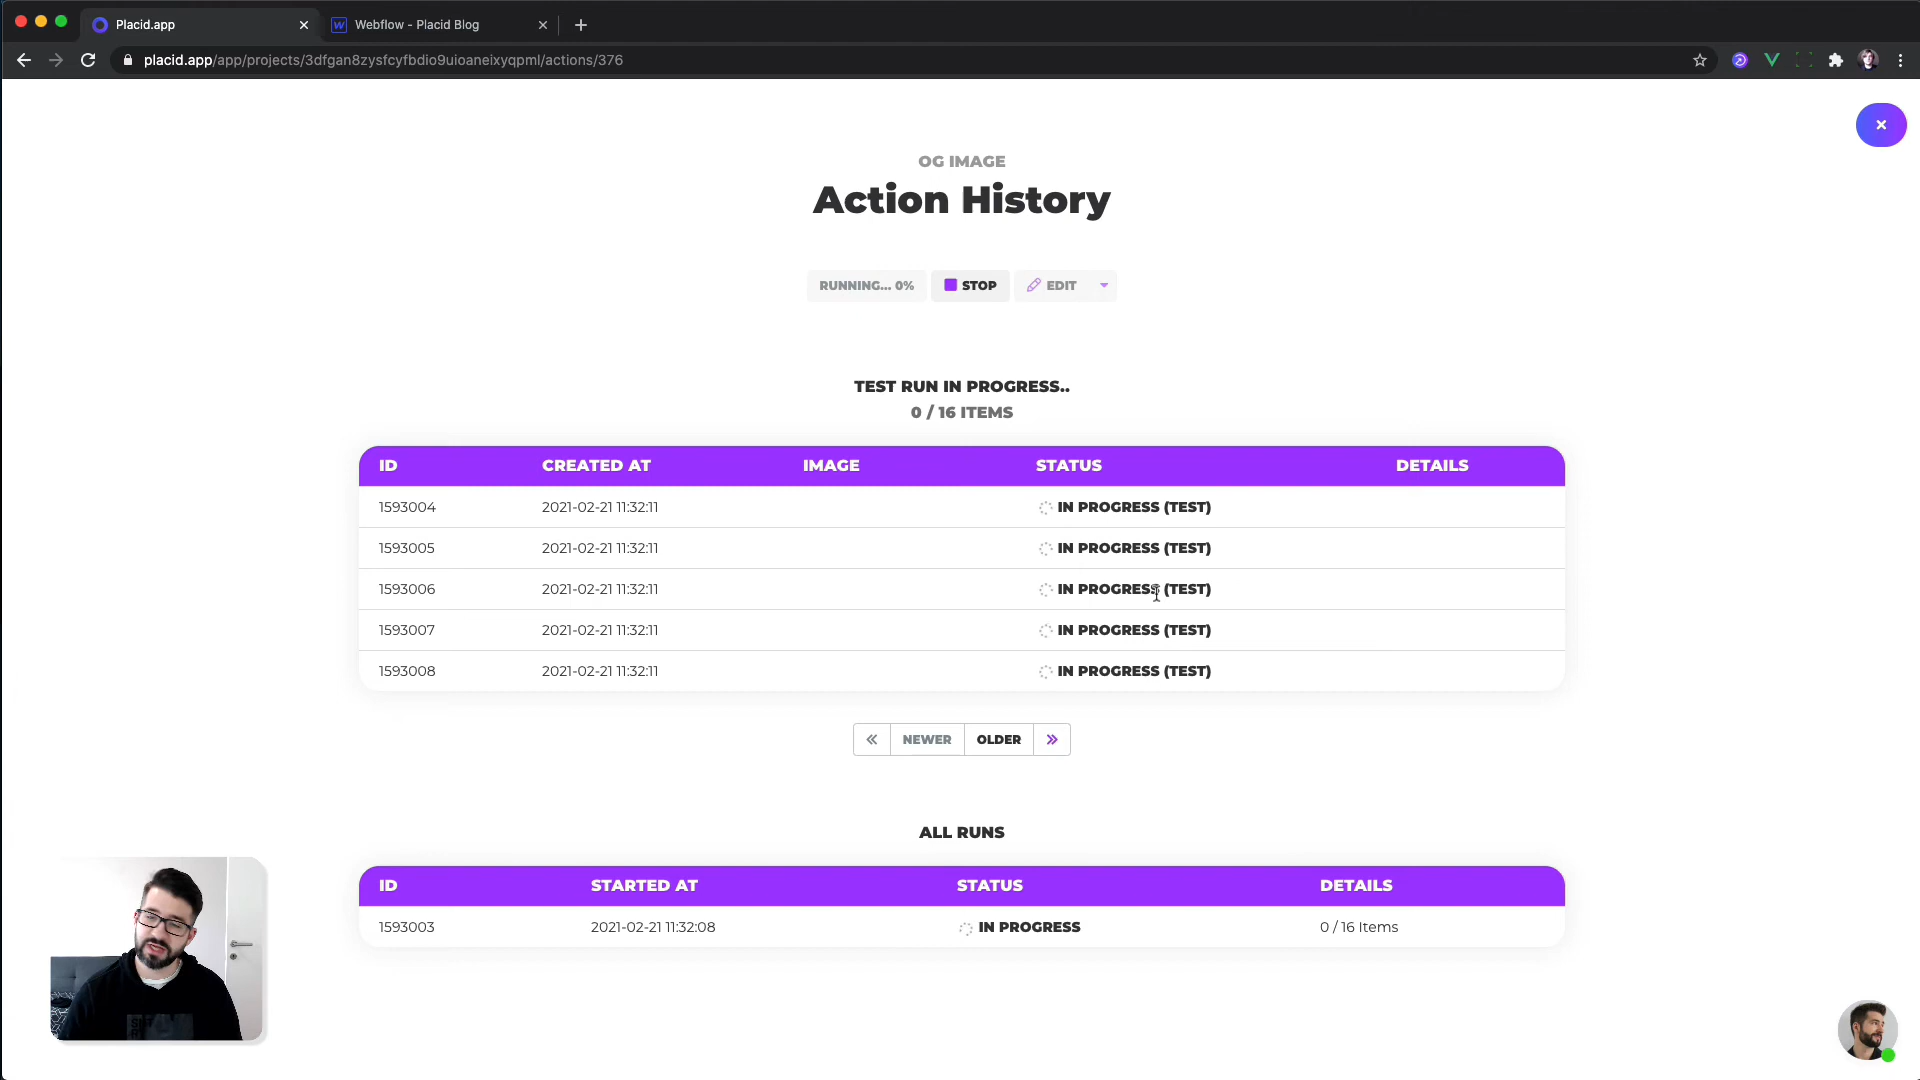 Placid.app
Webflow - Placid Blog
placid.app/app/projects/3dfgan8zysfcyfbdio9uioaneixyqpml/actions/376
OG IMAGE
Action History
RUNNING... 0%
STOP
EDIT
TEST RUN IN PROGRESS..
0 / 16 ITEMS
ID CREATED AT IMAGE STATUS DETAILS
1593004 2021-02-21 11:32:11 IN PROGRESS (TEST)
1593005 2021-02-21 11:32:11 IN PROGRESS (TEST)
1593006 2021-02-21 11:32:11 IN PROGRESS (TEST)
1593007 2021-02-21 11:32:11 IN PROGRESS (TEST)
1593008 2021-02-21 11:32:11 IN PROGRESS (TEST)
« NEWER OLDER »
ALL RUNS
ID STARTED AT STATUS DETAILS
1593003 2021-02-21 11:32:08 IN PROGRESS 0 / 16 Items